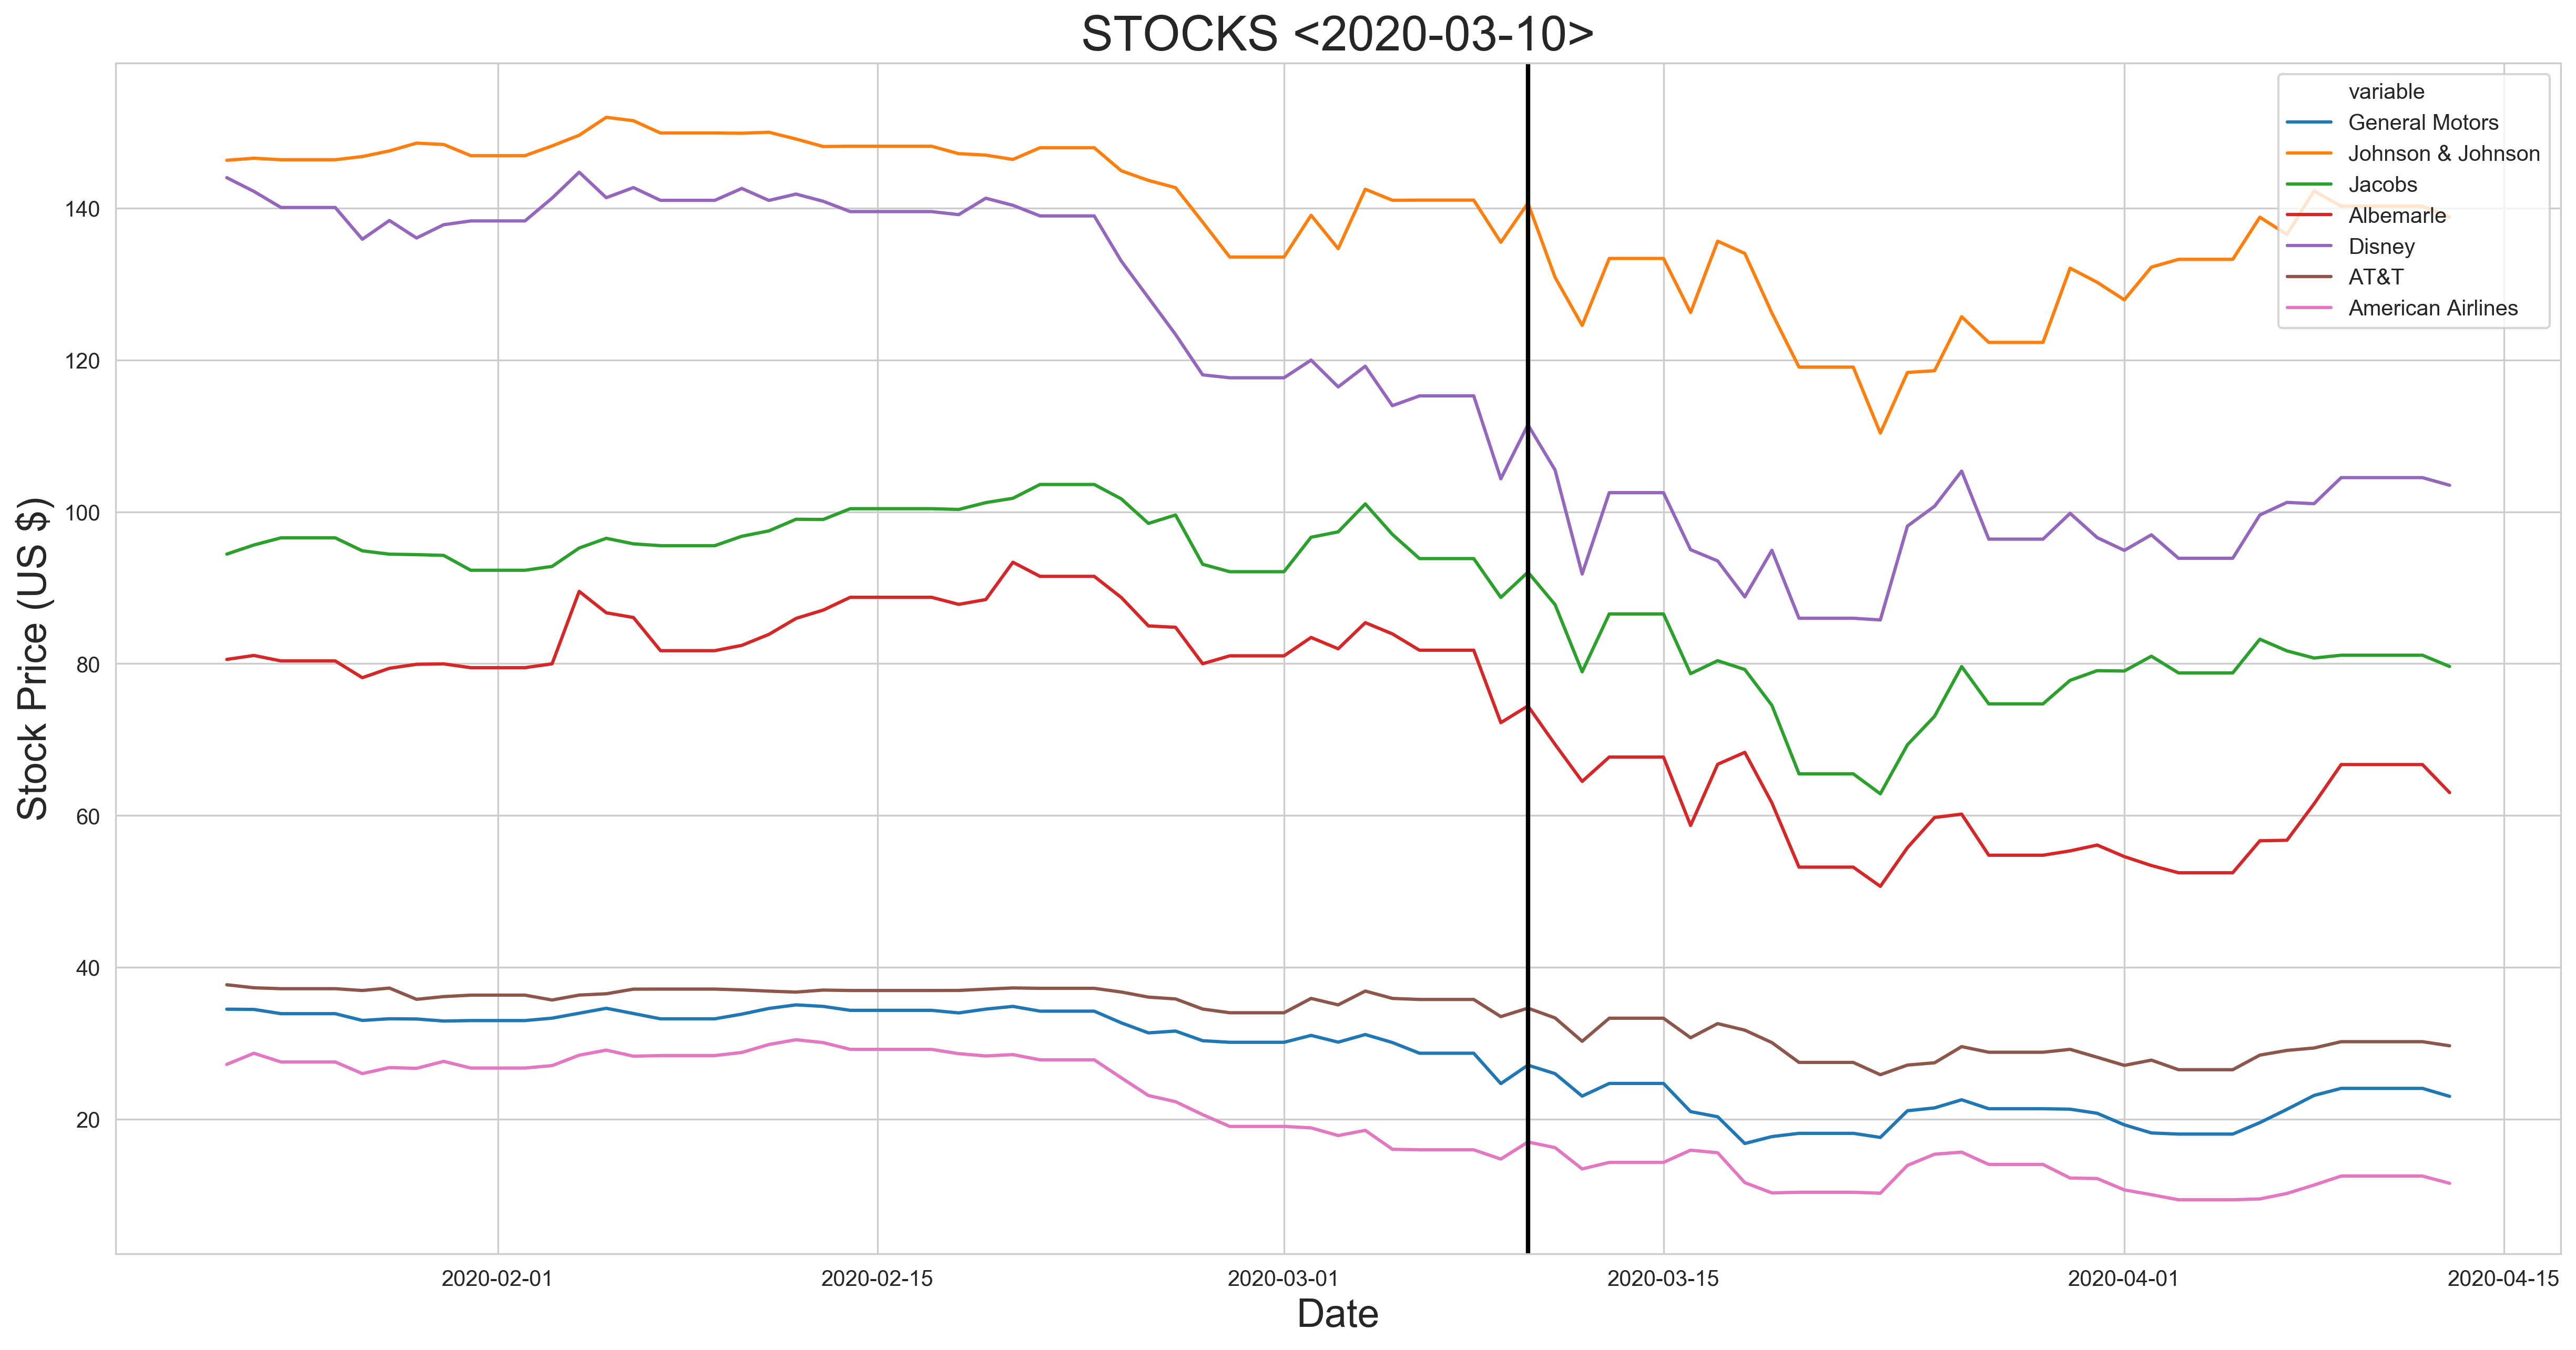 STOCKS <2020-03-10>
variable
General Motors
Johnson & Johnson
Jacobs
Albemarle
Disney
AT&T
American Airlines
Stock Price (US $)
140
120
100
80
60
40
20
2020-02-01
2020-02-15
2020-03-01
2020-03-15
2020-04-01
2020-04-15
Date